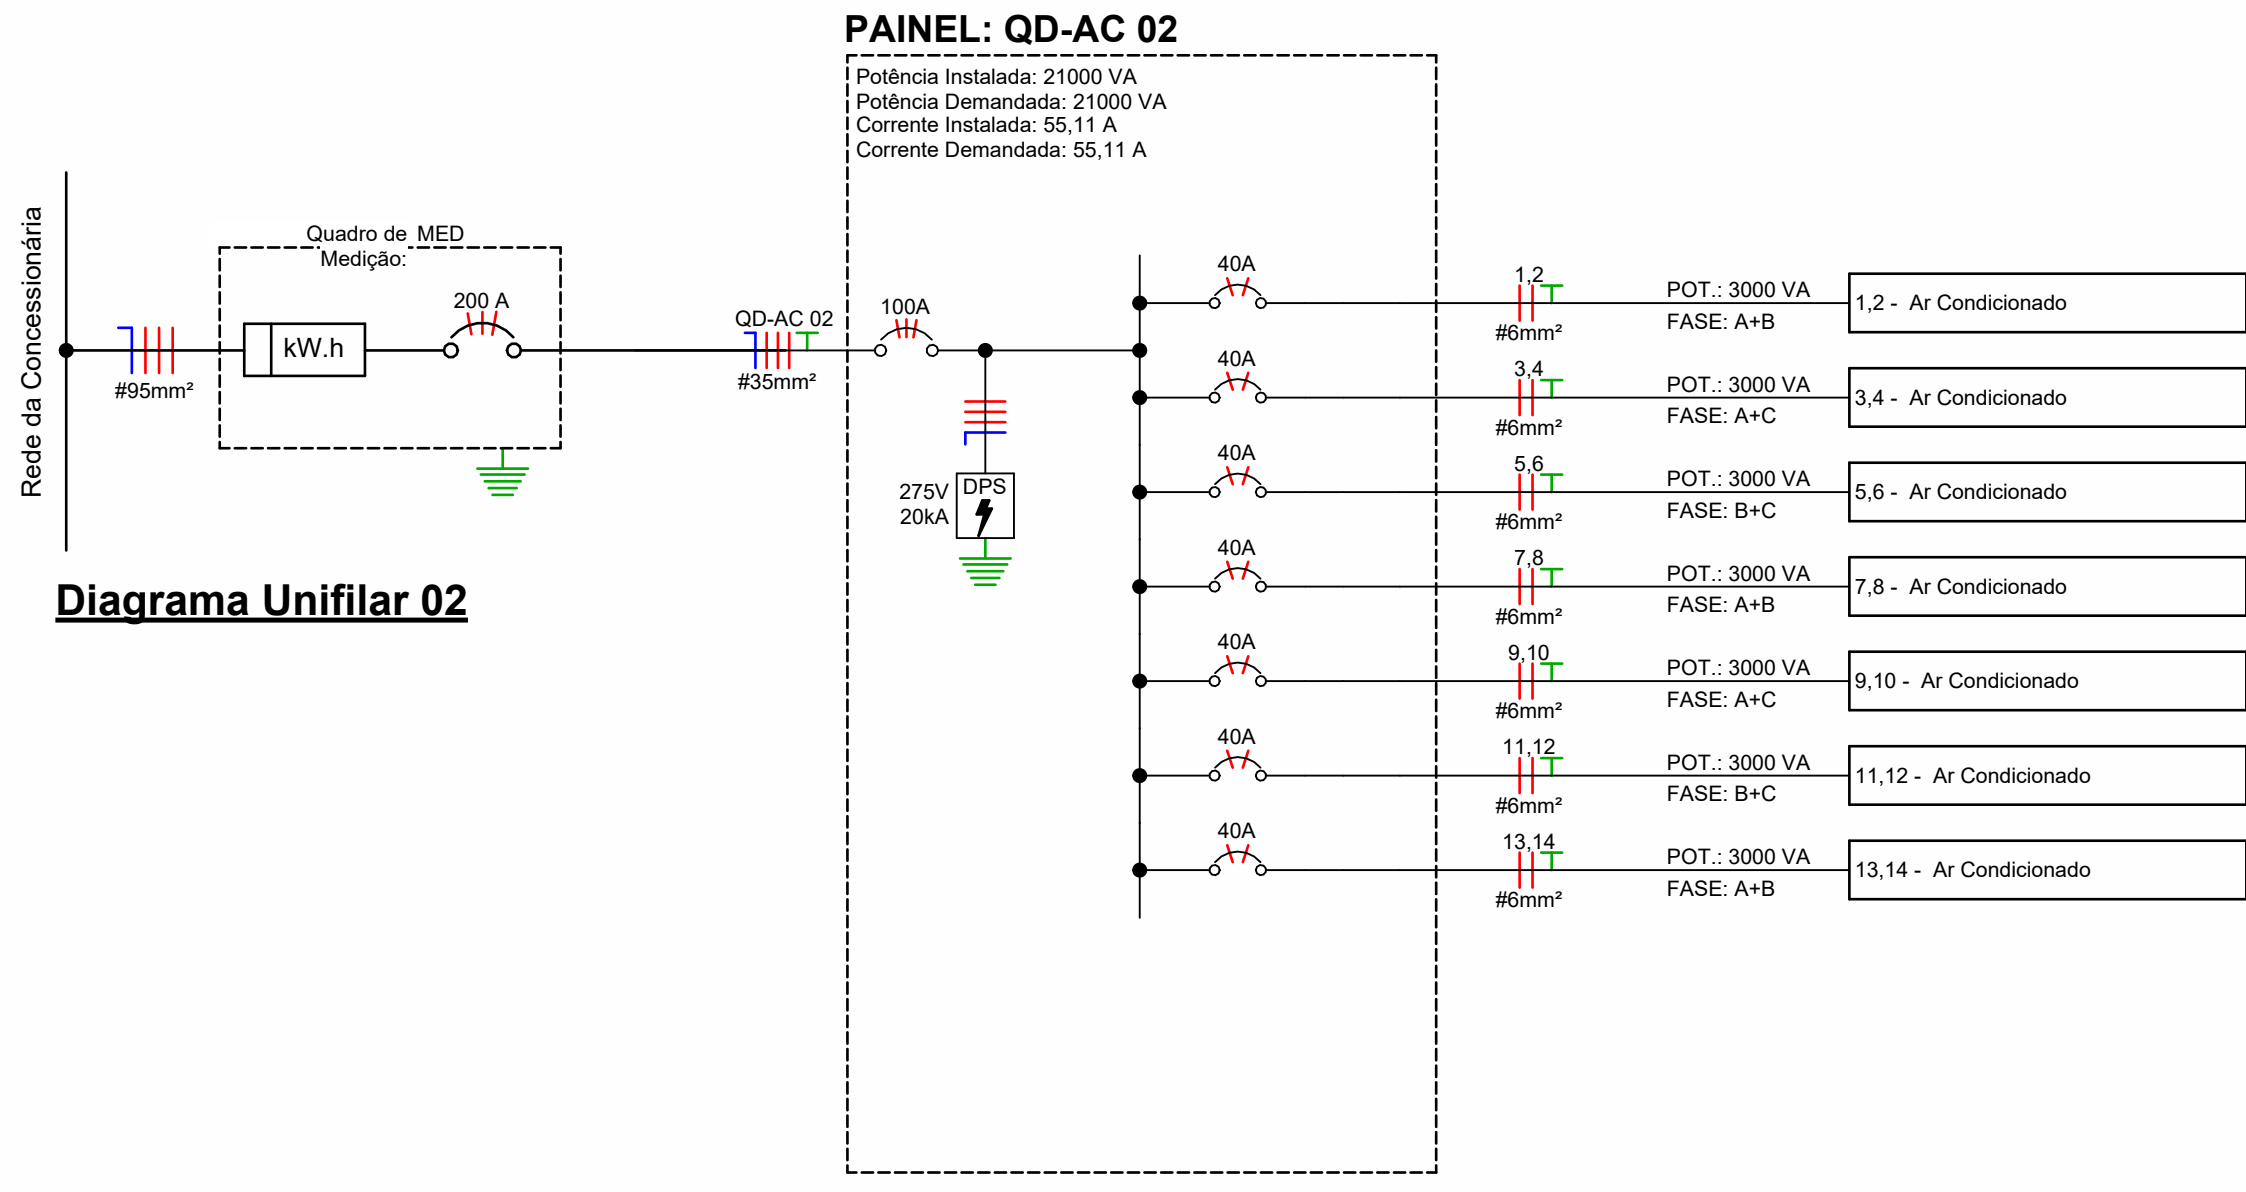 PAINEL: QD-AC 02
Potência Instalada: 21000 VA
Potência Demandada: 21000 VA
Corrente Instalada: 55,11 A
Corrente Demandada: 55,11 A
Rede da Concessionária
#95mm²
Quadro de MED
Medição:
kW.h
200 A
QD-AC 02
#35mm²
100A
275V
20kA
DPS
40A
1,2
#6mm²
POT.: 3000 VA
FASE: A+B
1,2 - Ar Condicionado
40A
3,4
#6mm²
POT.: 3000 VA
FASE: A+C
3,4 - Ar Condicionado
40A
5,6
#6mm²
POT.: 3000 VA
FASE: B+C
5,6 - Ar Condicionado
40A
7,8
#6mm²
POT.: 3000 VA
FASE: A+B
7,8 - Ar Condicionado
40A
9,10
#6mm²
POT.: 3000 VA
FASE: A+C
9,10 - Ar Condicionado
40A
11,12
#6mm²
POT.: 3000 VA
FASE: B+C
11,12 - Ar Condicionado
40A
13,14
#6mm²
POT.: 3000 VA
FASE: A+B
13,14 - Ar Condicionado
Diagrama Unifilar 02